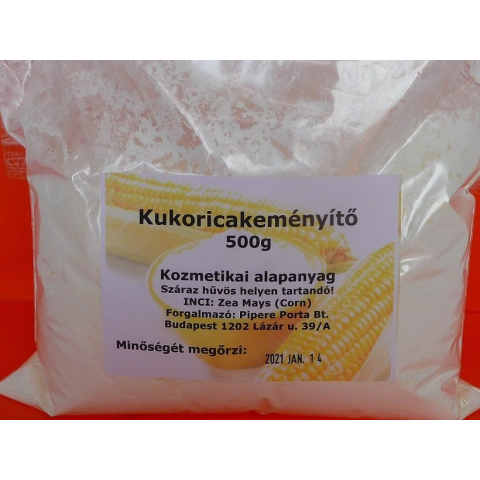 Kukoricakeményítő
500g
Kozmetikai alapanyag
Száraz hűvös helyen tartandó!
INCI: Zea Mays (Corn)
Forgalmazó: Pipere Porta Bt.
Budapest 1202 Lázár u. 39/A
Minőségét megőrzi: 2021 JAN. 14